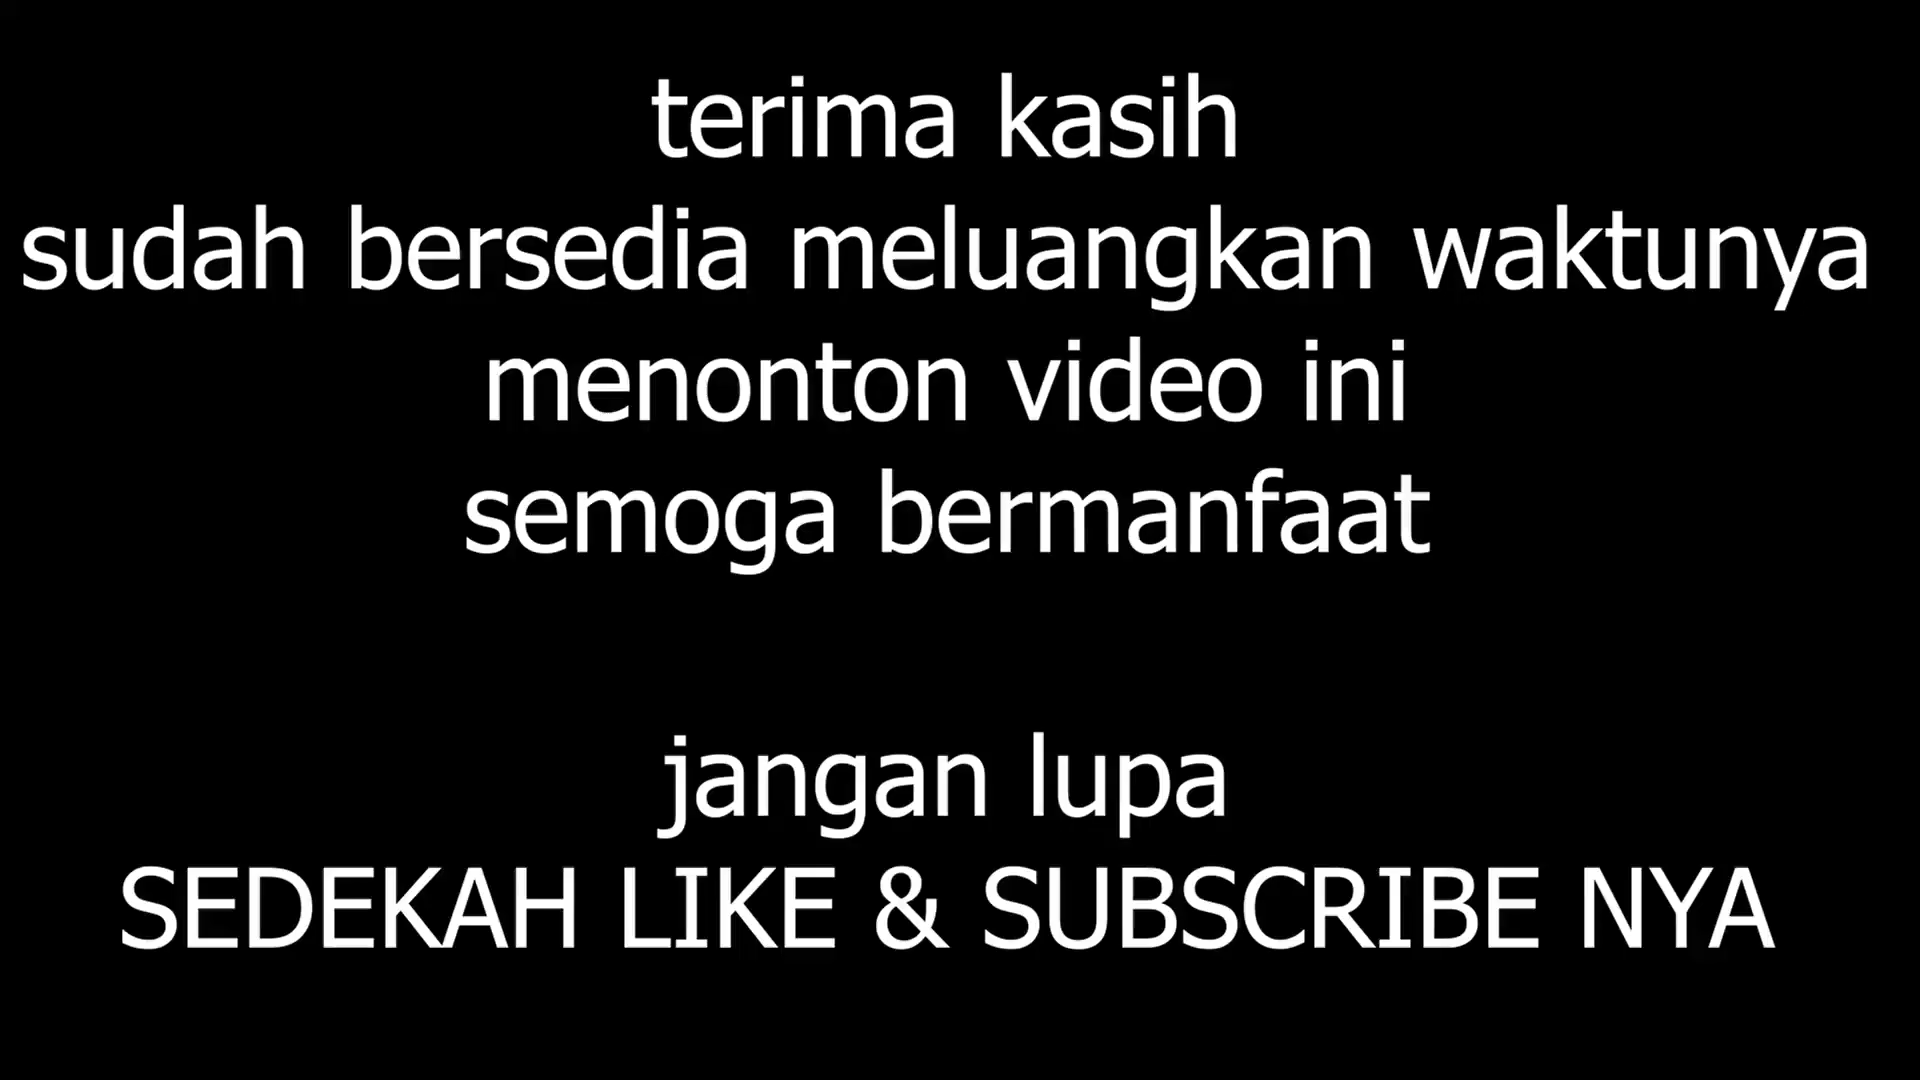 terima kasih
sudah bersedia meluangkan waktunya
menonton video ini
semoga bermanfaat
jangan lupa
SEDEKAH LIKE & SUBSCRIBE NYA